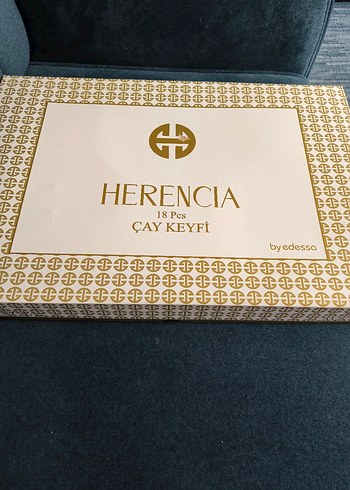 HERENCIA
18 Pcs
ÇAY KEYFİ
by edessa